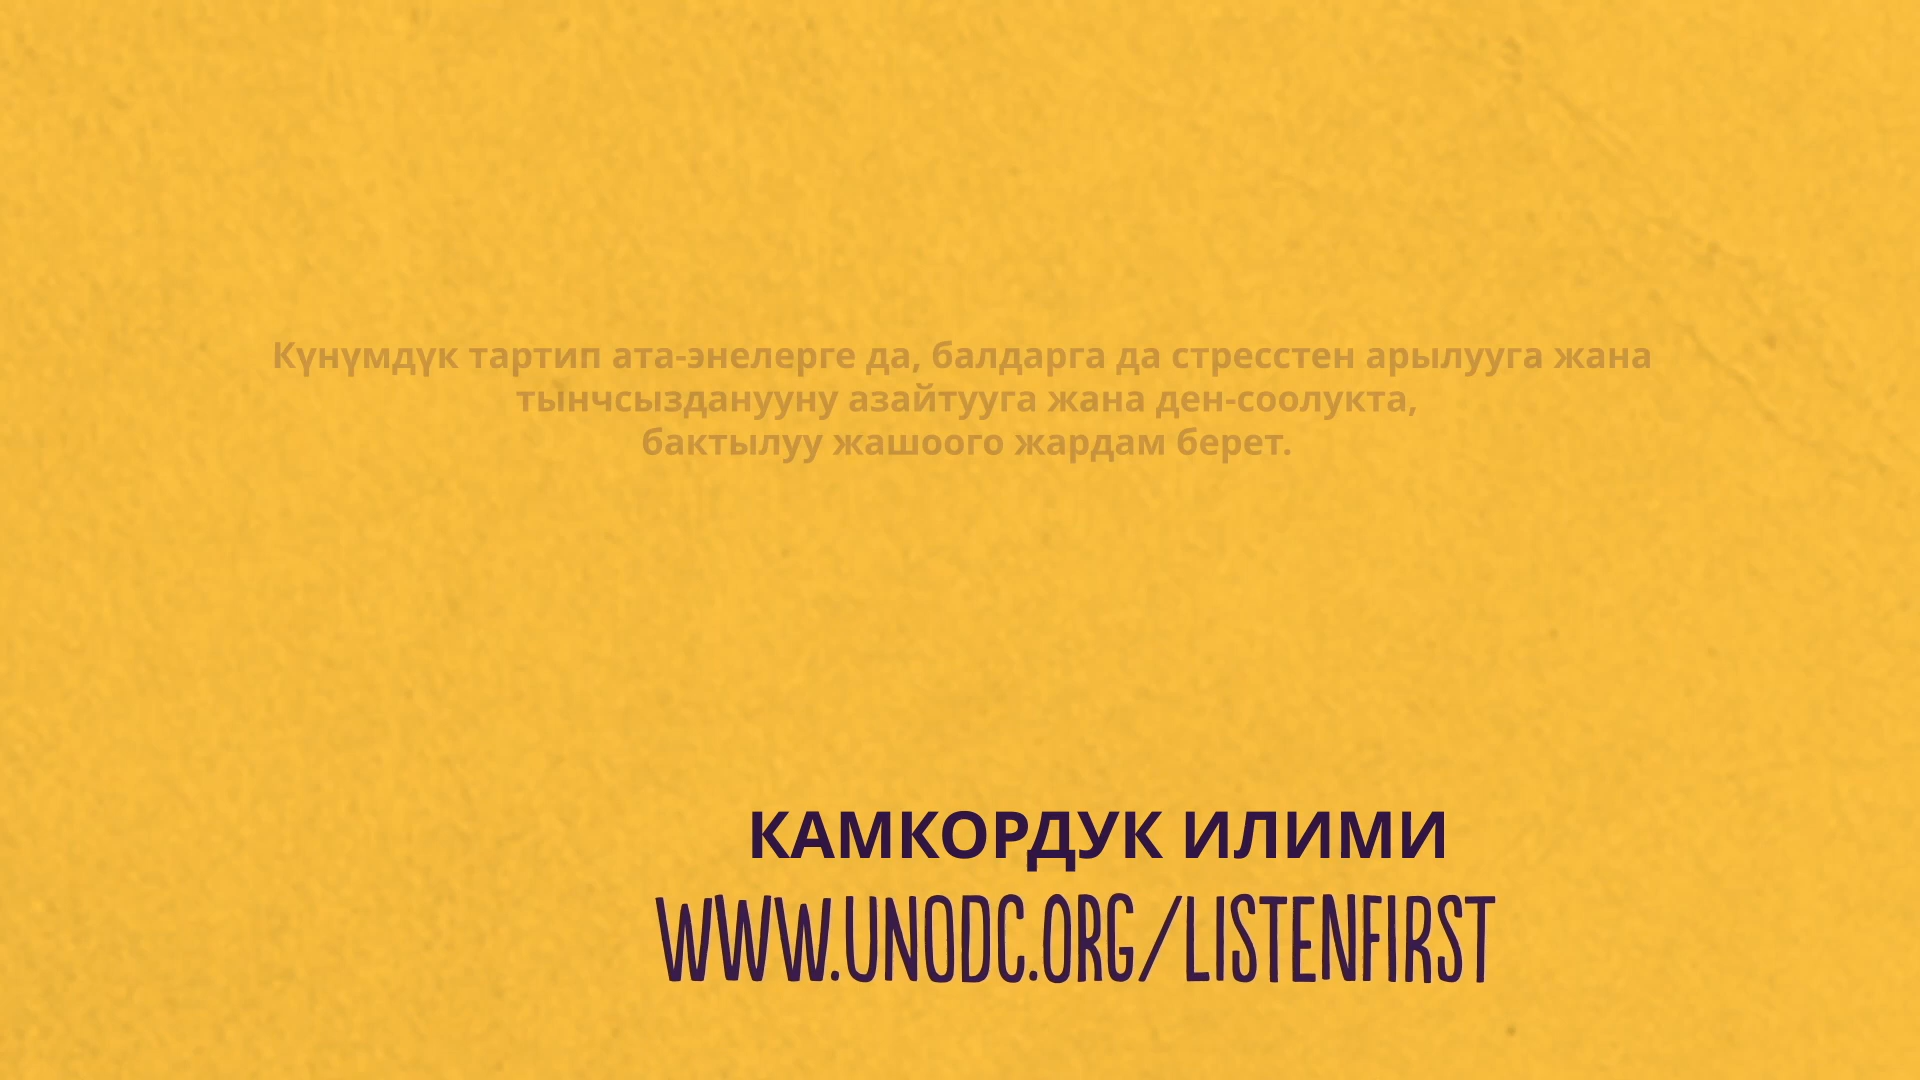 Күнүмдүк тартип ата-энелерге да, балдарга да стресстен арылууга жана
тынчсызданууну азайтууга жана ден-соолукта,
бактылуу жашоого жардам берет.
КАМКОРДУК ИЛИМИ
WWW.UNODC.ORG/LISTENFIRST